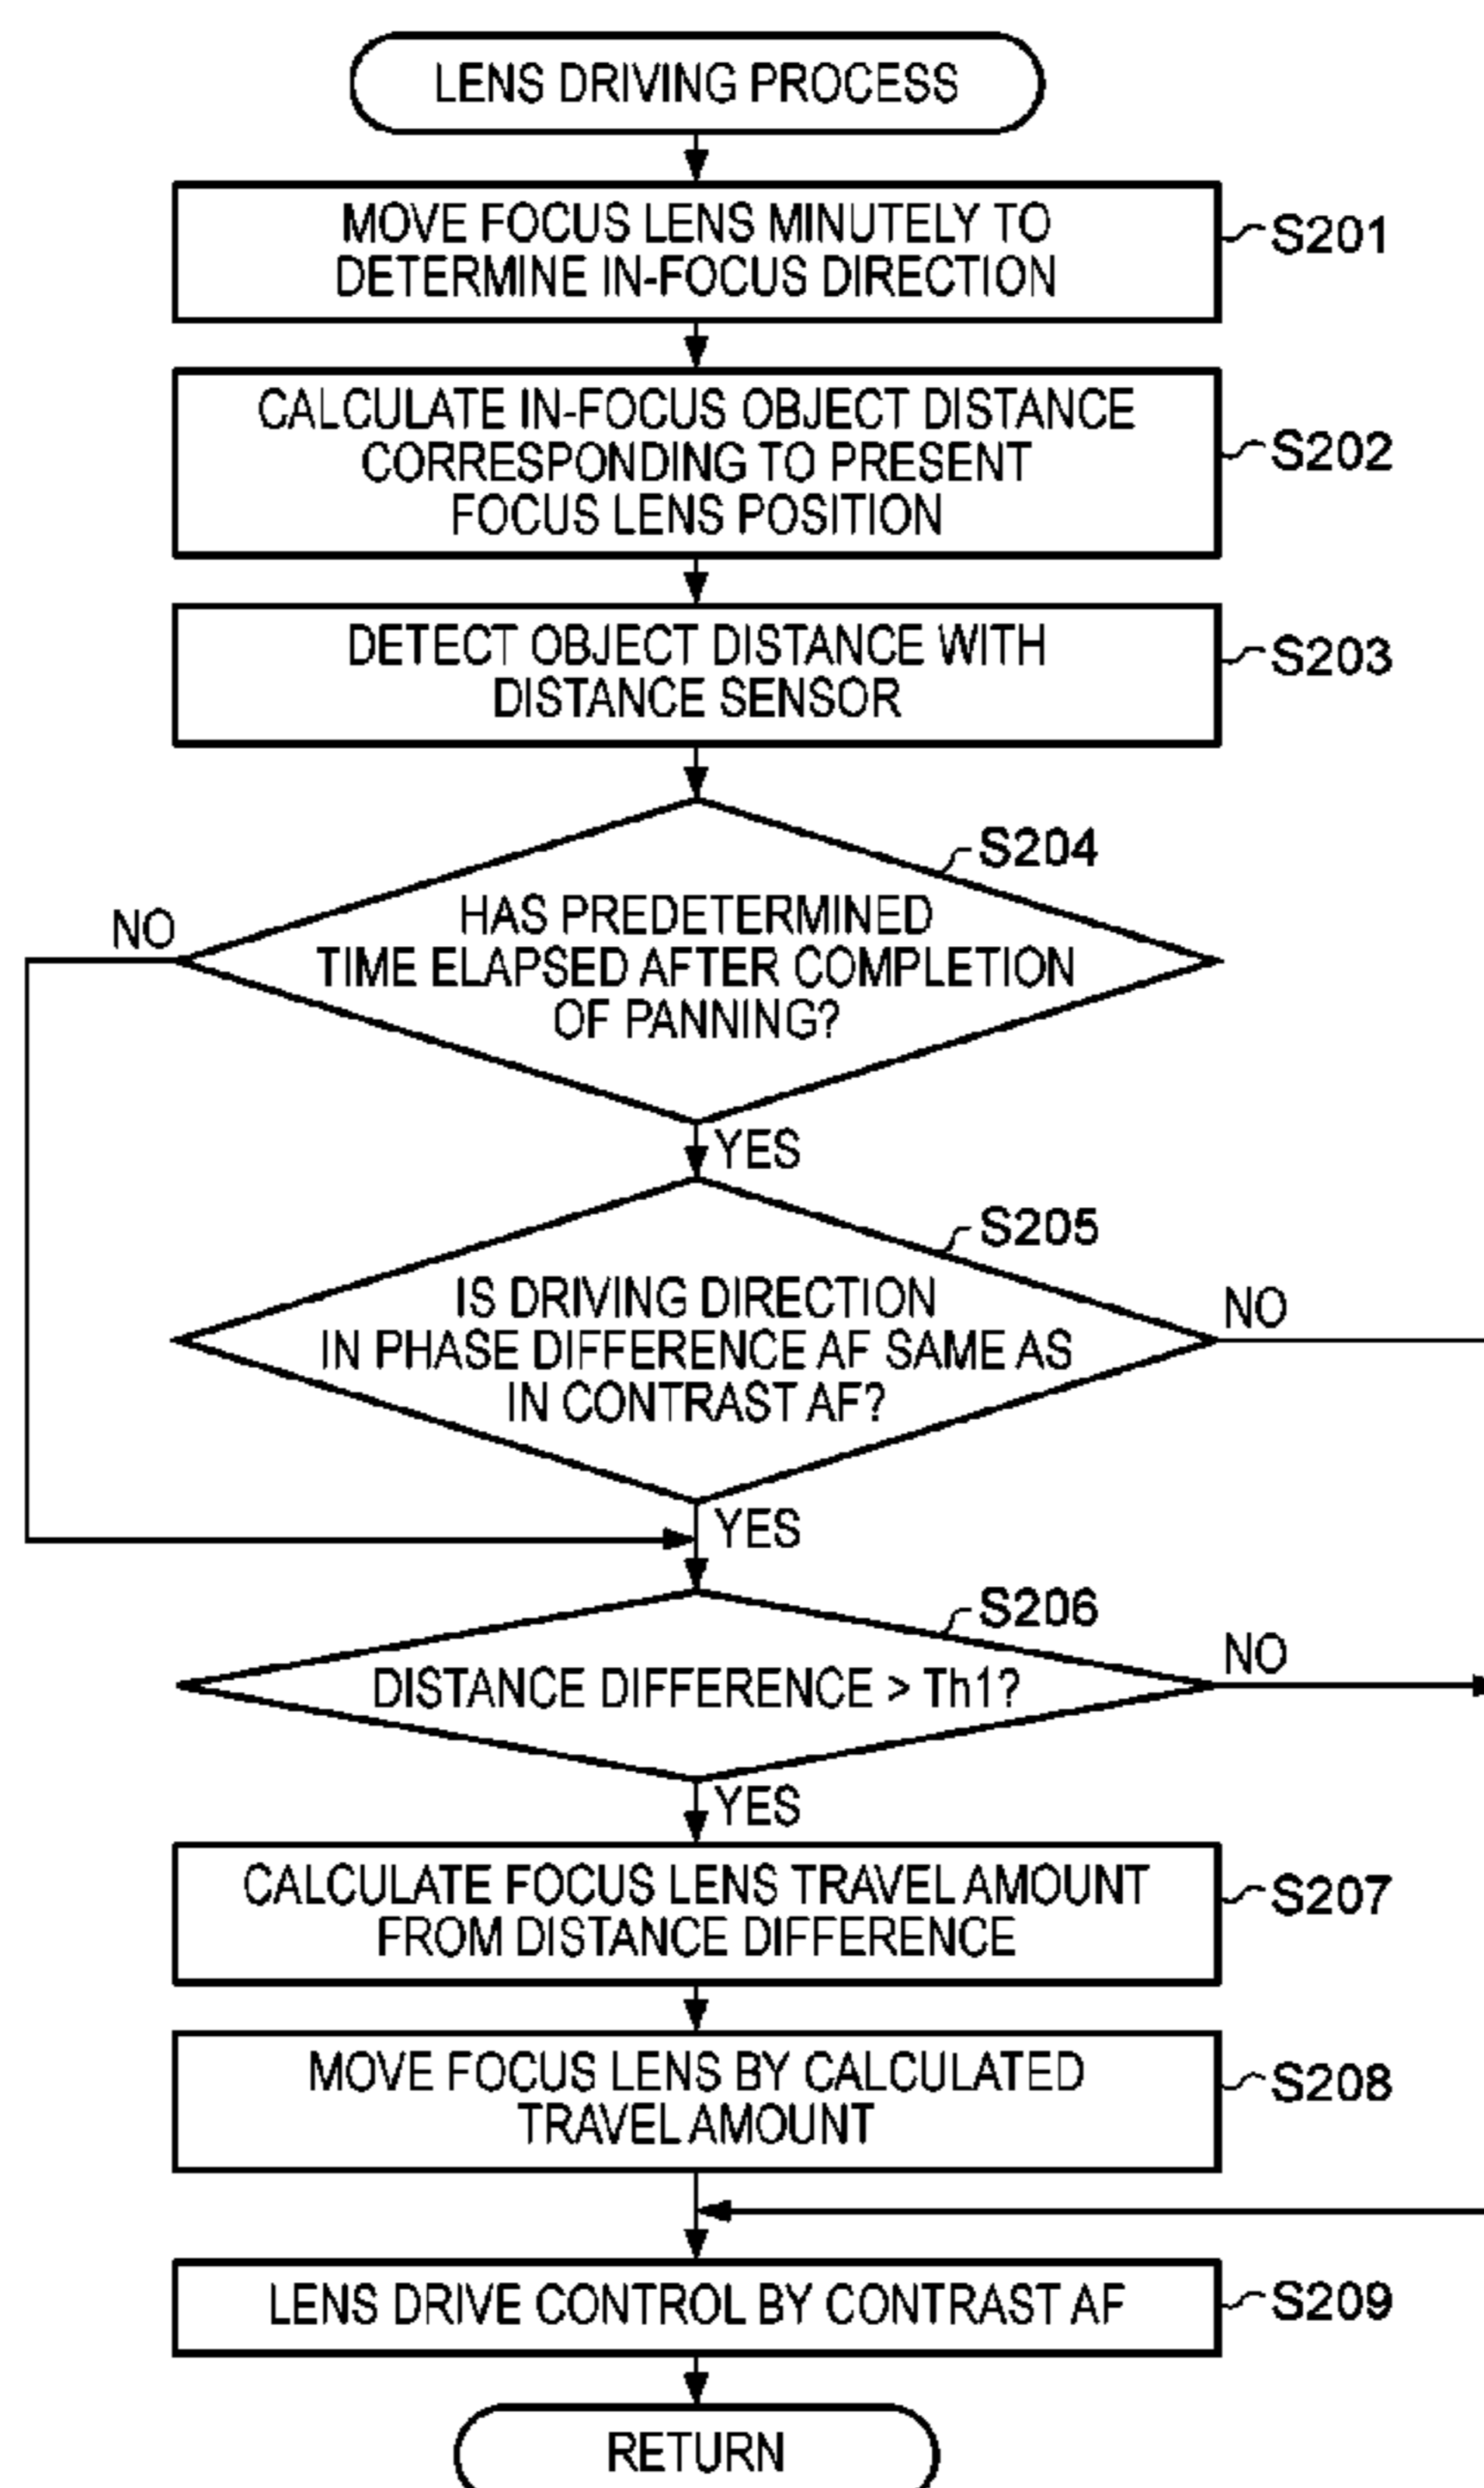 LENS DRIVING PROCESS
MOVE FOCUS LENS MINUTELY TO
DETERMINE IN-FOCUS DIRECTION
S201
CALCULATE IN-FOCUS OBJECT DISTANCE
CORRESPONDING TO PRESENT
FOCUS LENS POSITION
S202
DETECT OBJECT DISTANCE WITH
DISTANCE SENSOR
S203
S204
HAS PREDETERMINED
TIME ELAPSED AFTER COMPLETION
OF PANNING?
NO
YES
S205
IS DRIVING DIRECTION
IN PHASE DIFFERENCE AF SAME AS
IN CONTRAST AF?
NO
YES
S206
DISTANCE DIFFERENCE > Th1?
NO
YES
CALCULATE FOCUS LENS TRAVEL AMOUNT
FROM DISTANCE DIFFERENCE
S207
MOVE FOCUS LENS BY CALCULATED
TRAVEL AMOUNT
S208
LENS DRIVE CONTROL BY CONTRAST AF
S209
RETURN